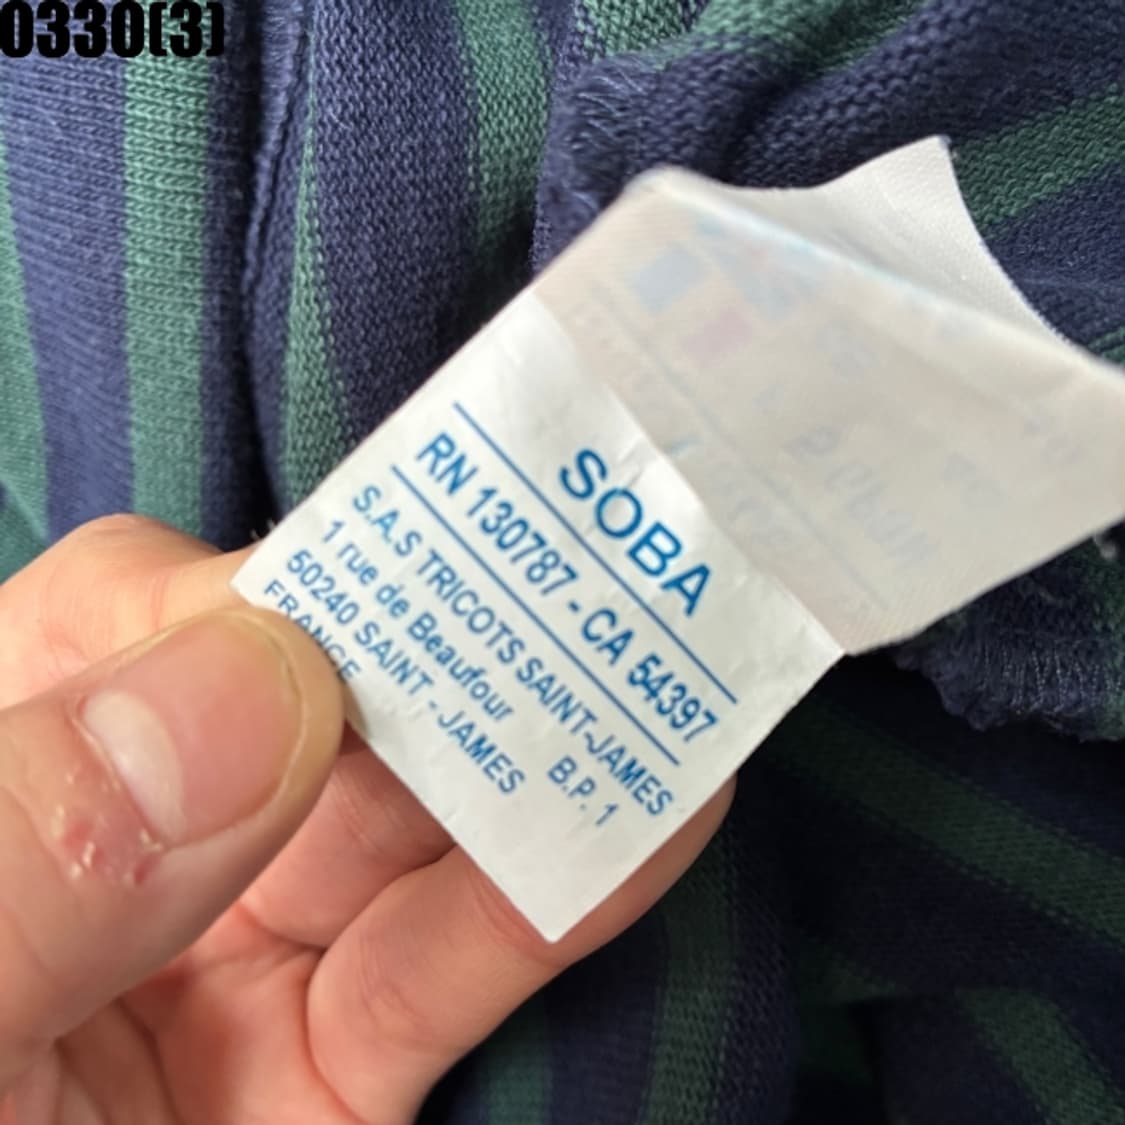 0330(3)
SOBA
RN 130787 - CA 54397
S.A.S TRICOTS SAINT-JAMES
1 rue de Beaufour B.P. 1
50240 SAINT - JAMES
FRANCE